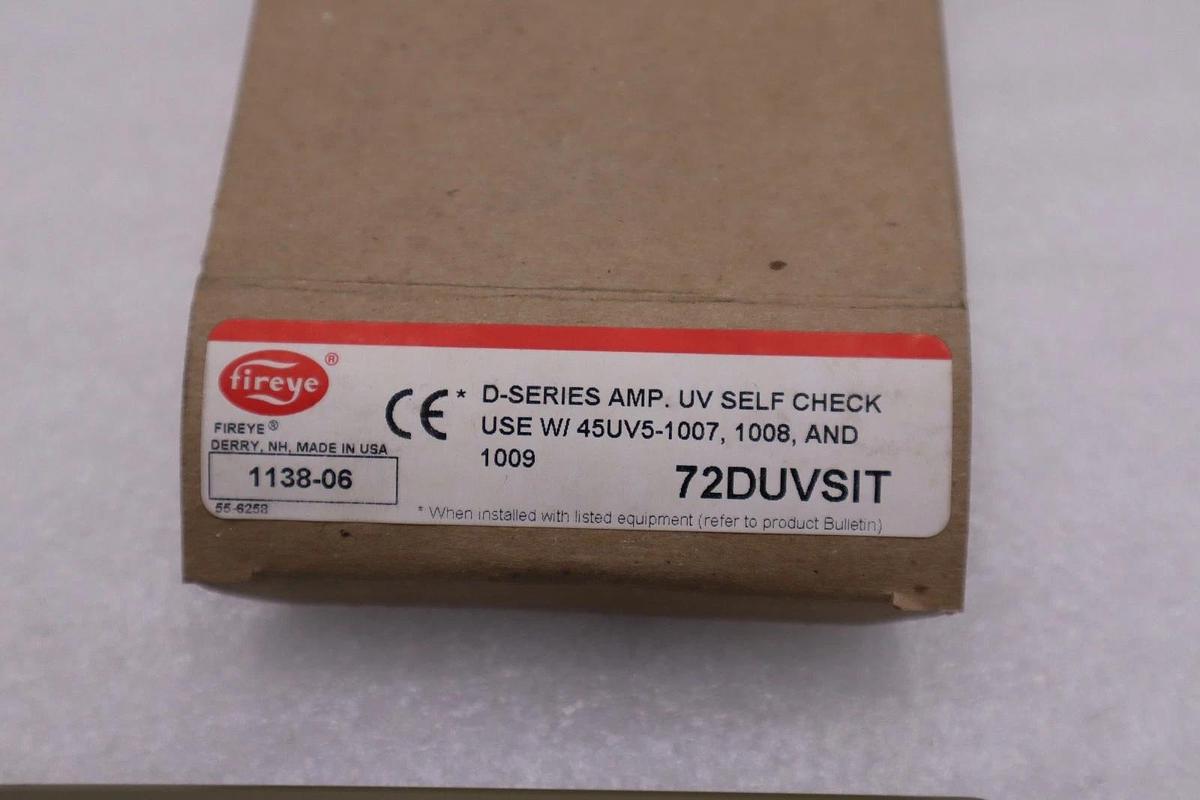 fireye®
FIREYE®
DERRY, NH, MADE IN USA
1138-06
55-6258
CE* D-SERIES AMP. UV SELF CHECK
USE W/ 45UV5-1007, 1008, AND
1009
72DUVSIT
* When installed with listed equipment (refer to product Bulletin)